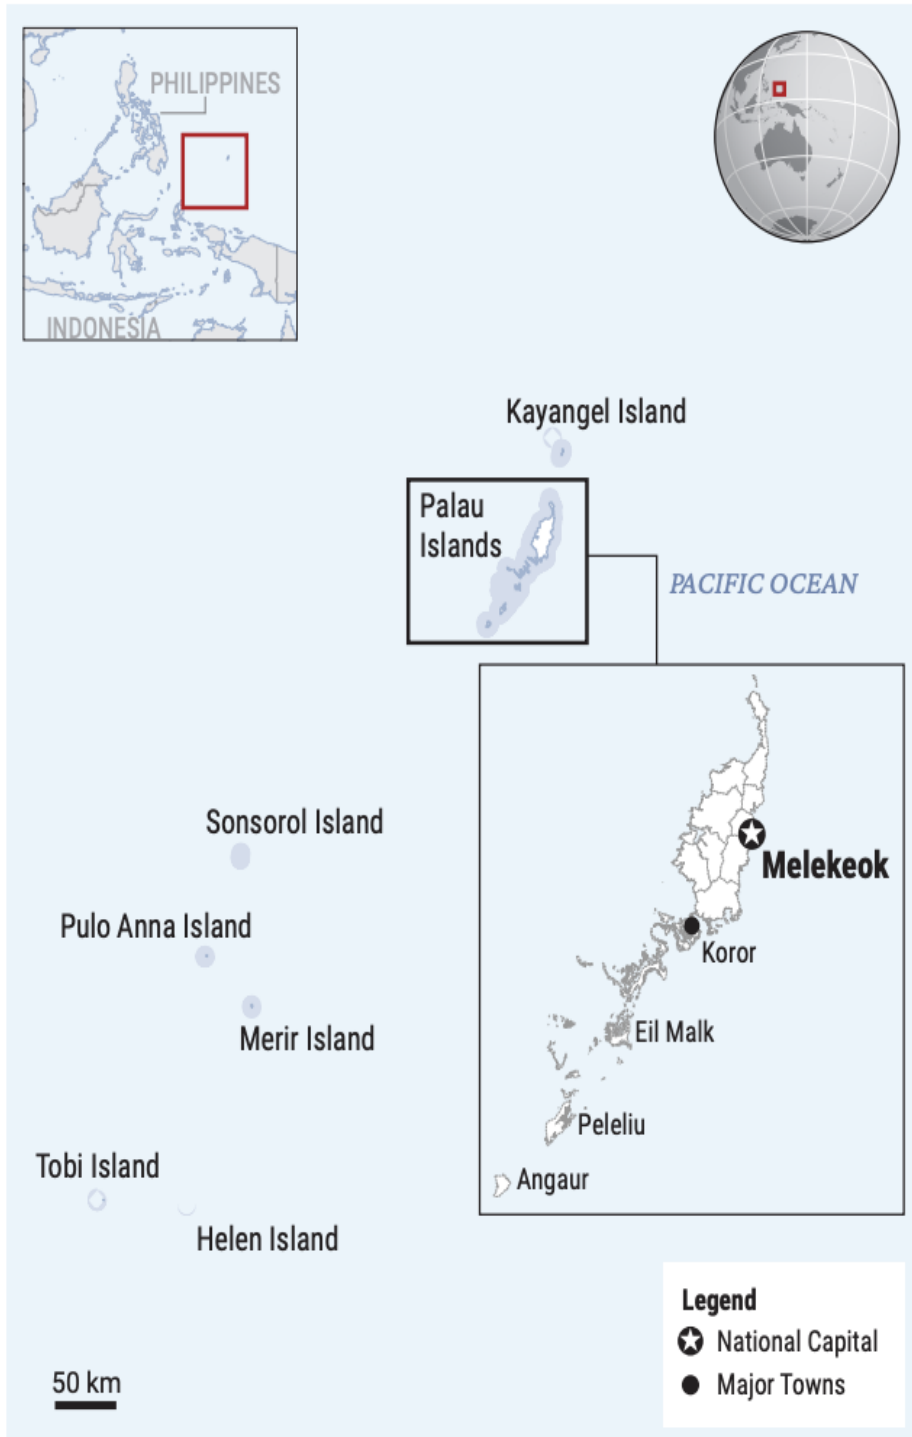 PHILIPPINES
INDONESIA
Kayangel Island
Palau
Islands
PACIFIC OCEAN
Sonsorol Island
Melekeok
Pulo Anna Island
Koror
Merir Island
Eil Malk
Peleliu
Tobi Island
Angaur
Helen Island
Legend
National Capital
Major Towns
50 km